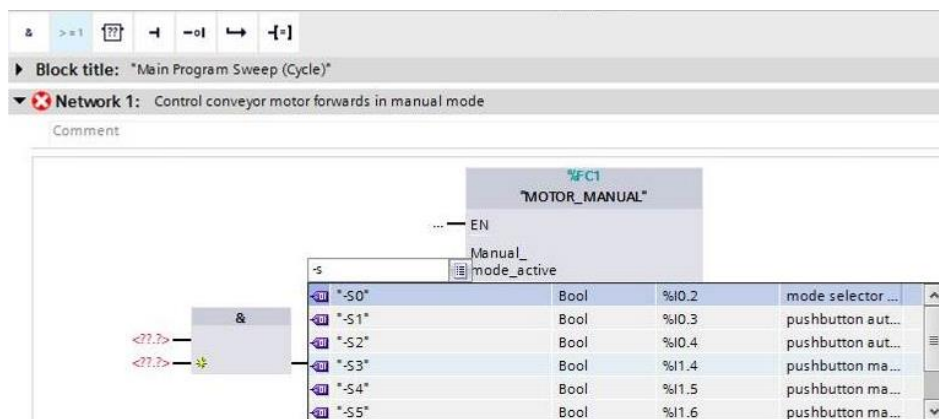 & >=1 ?? -[=]
Block title: "Main Program Sweep (Cycle)"
Network 1: Control conveyor motor forwards in manual mode
Comment
%FC1
"MOTOR_MANUAL"
... EN
Manual_
mode_active
-s
"-S0" Bool %I0.2 mode selector ...
"-S1" Bool %I0.3 pushbutton aut...
"-S2" Bool %I0.4 pushbutton aut...
"-S3" Bool %I1.4 pushbutton ma...
"-S4" Bool %I1.5 pushbutton ma...
"-S5" Bool %I1.6 pushbutton ma...
&
<??.?>
<??.?>